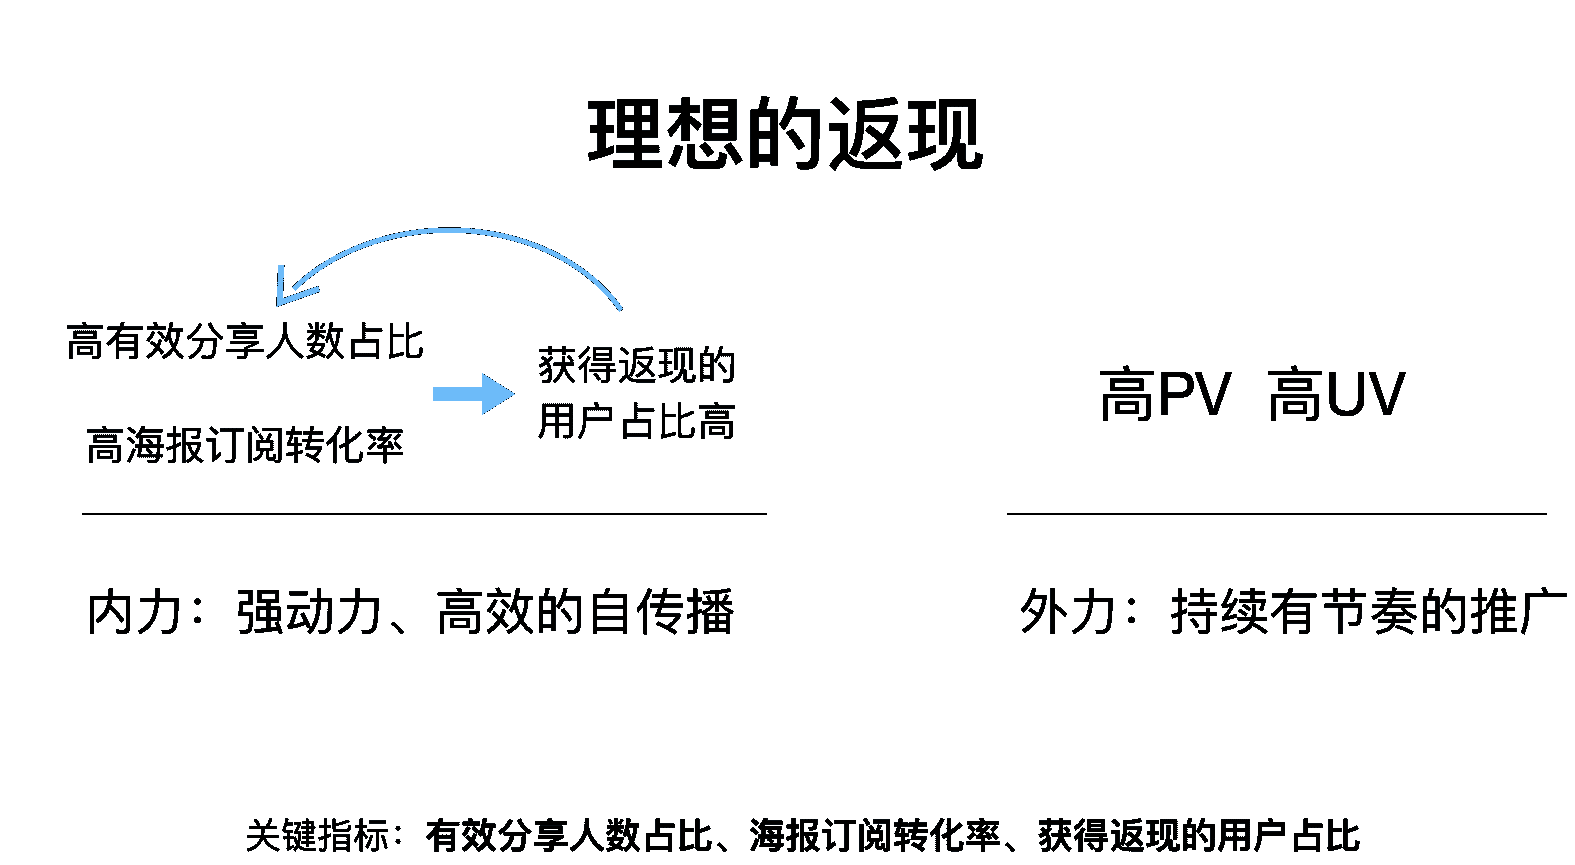 理想的返现
高有效分享人数占比
高海报订阅转化率
获得返现的
用户占比高
高PV 高UV
内力：强动力、高效的自传播
外力：持续有节奏的推广
关键指标：有效分享人数占比、海报订阅转化率、获得返现的用户占比